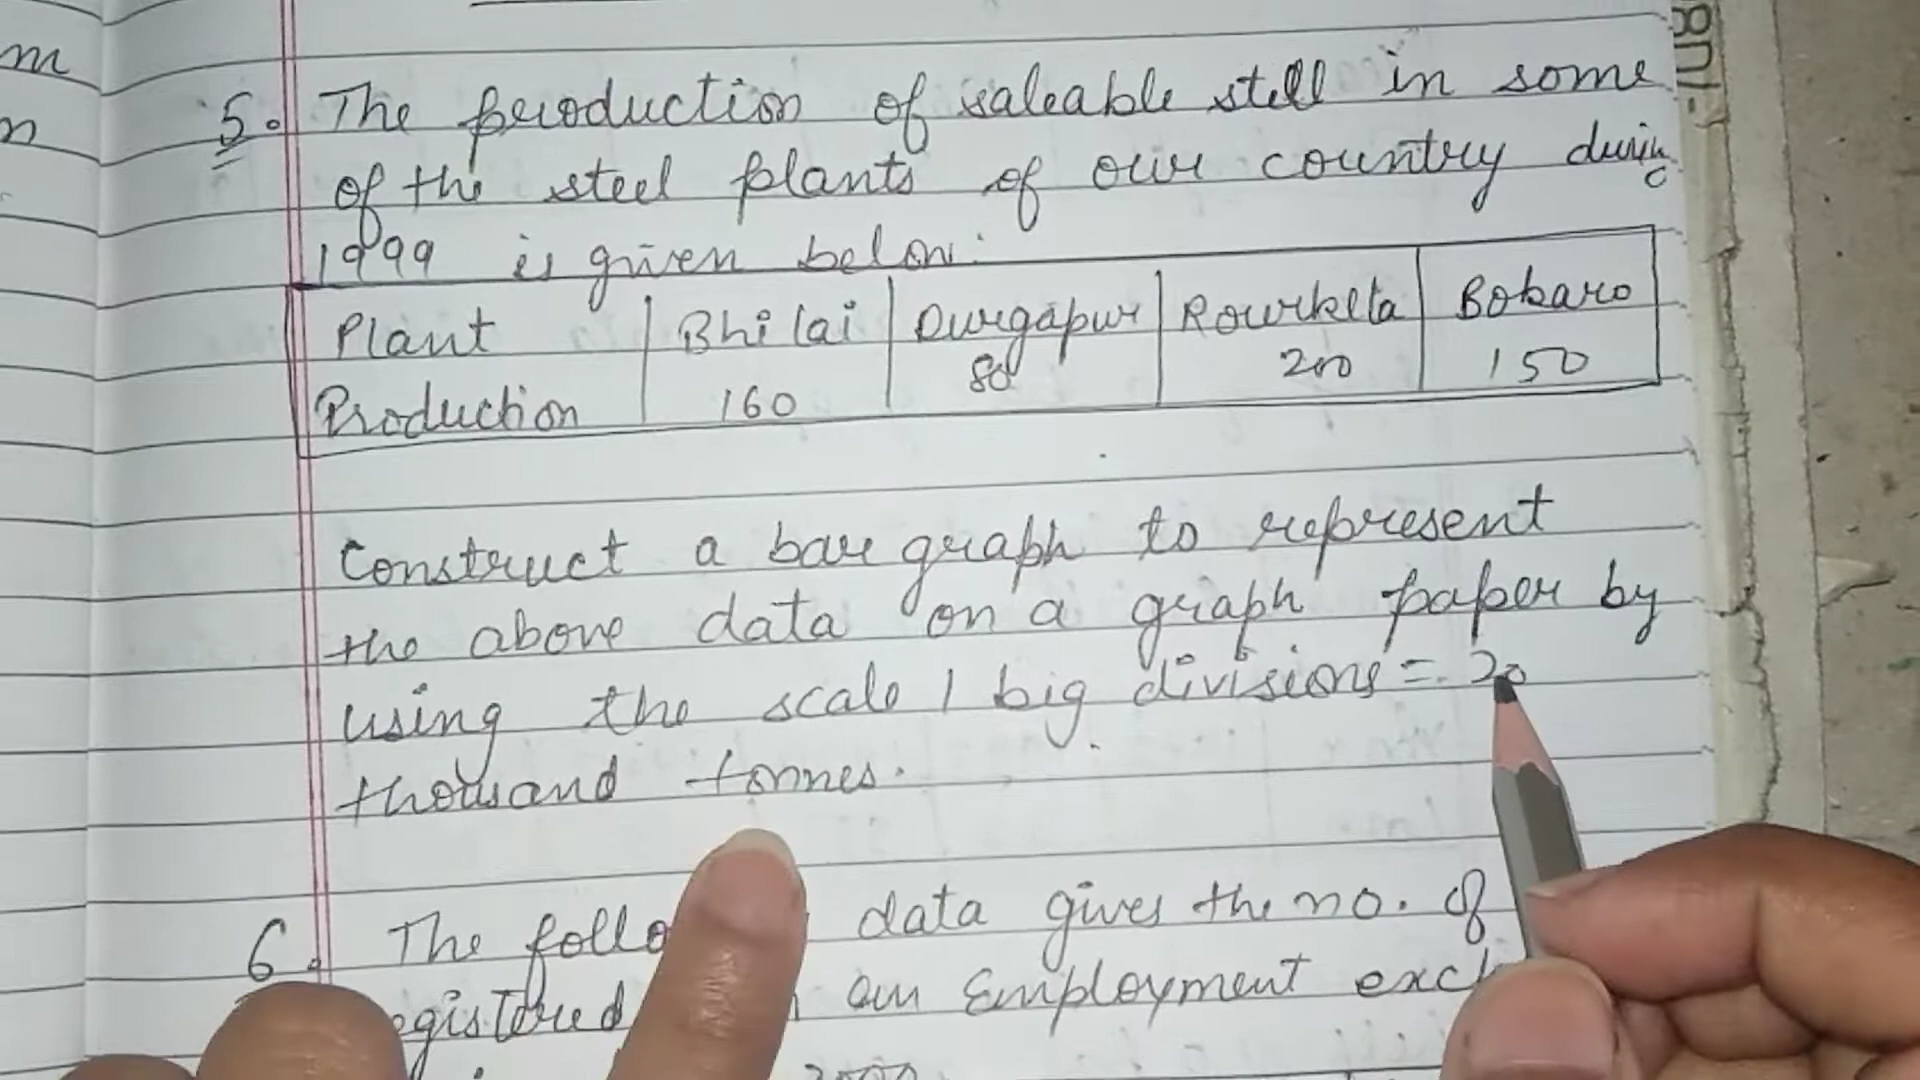 m
n
5. The production of saleable stell in some
of the steel plants of our country durin
1999 is given below:
Plant Bhilai Durgapur Rourkela Bokaro
Production 160 80 200 150
Construct a bar graph to represent
the above data on a graph paper by
using the scale 1 big divisions = 20
thousand tonnes.
6. The follo data gives the no. of
egistered an Employment exc